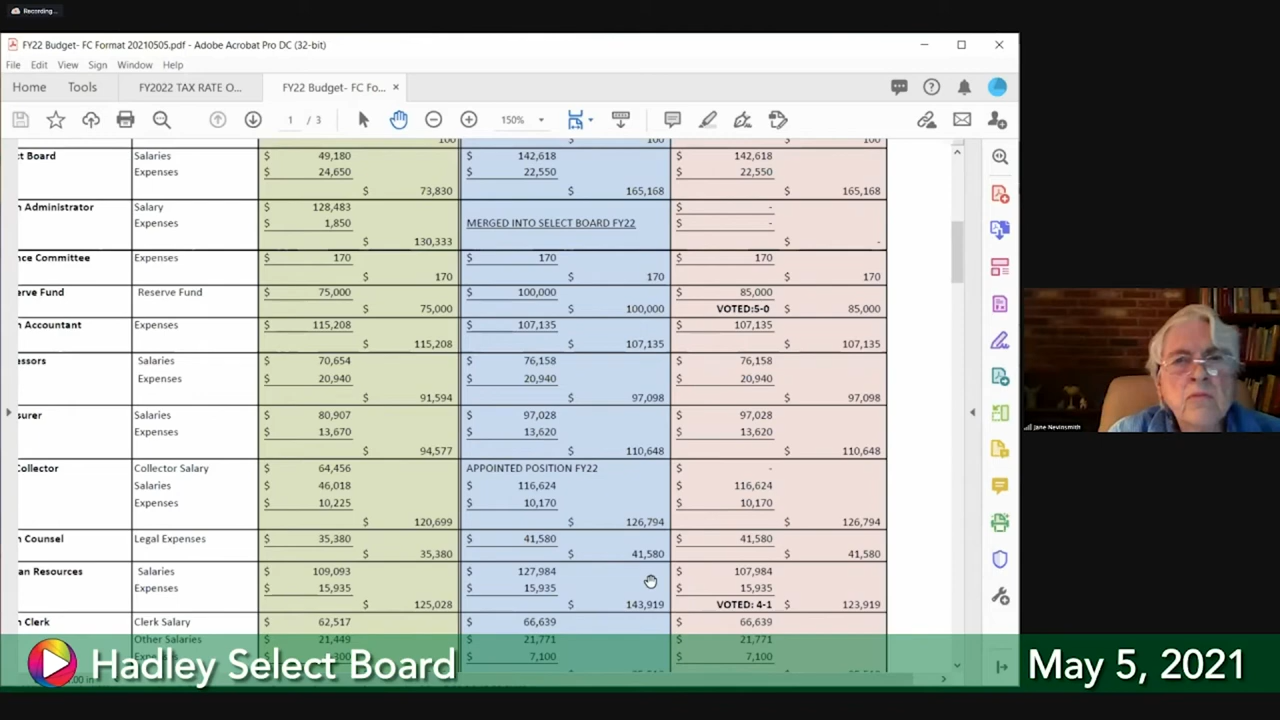 Recording...
FY22 Budget- FC Format 20210505.pdf - Adobe Acrobat Pro DC (32-bit)
File Edit View Sign Window Help
Home Tools FY2022 TAX RATE O... FY22 Budget- FC Fo... ×
1 / 3 150%
100 100 100
ct Board Salaries $ 49,180 $ 142,618 $ 142,618
Expenses $ 24,650 $ 22,550 $ 22,550
$ 73,830 $ 165,168 $ 165,168
n Administrator Salary $ 128,483 $ -
Expenses $ 1,850 MERGED INTO SELECT BOARD FY22 $ -
$ 130,333 $ -
nce Committee Expenses $ 170 $ 170 $ 170
$ 170 $ 170 $ 170
erve Fund Reserve Fund $ 75,000 $ 100,000 $ 85,000
$ 75,000 $ 100,000 VOTED:5-0 $ 85,000
n Accountant Expenses $ 115,208 $ 107,135 $ 107,135
$ 115,208 $ 107,135 $ 107,135
essors Salaries $ 70,654 $ 76,158 $ 76,158
Expenses $ 20,940 $ 20,940 $ 20,940
$ 91,594 $ 97,098 $ 97,098
surer Salaries $ 80,907 $ 97,028 $ 97,028
Expenses $ 13,670 $ 13,620 $ 13,620
$ 94,577 $ 110,648 $ 110,648
Collector Collector Salary $ 64,456 APPOINTED POSITION FY22 $ -
Salaries $ 46,018 $ 116,624 $ 116,624
Expenses $ 10,225 $ 10,170 $ 10,170
$ 120,699 $ 126,794 $ 126,794
n Counsel Legal Expenses $ 35,380 $ 41,580 $ 41,580
$ 35,380 $ 41,580 $ 41,580
an Resources Salaries $ 109,093 $ 127,984 $ 107,984
Expenses $ 15,935 $ 15,935 $ 15,935
$ 125,028 $ 143,919 VOTED: 4-1 $ 123,919
n Clerk Clerk Salary $ 62,517 $ 66,639 $ 66,639
Other Salaries $ 21,449 $ 21,771 $ 21,771
$ 7,100 $ 7,100
Jane Nevinsmith
Hadley Select Board
May 5, 2021